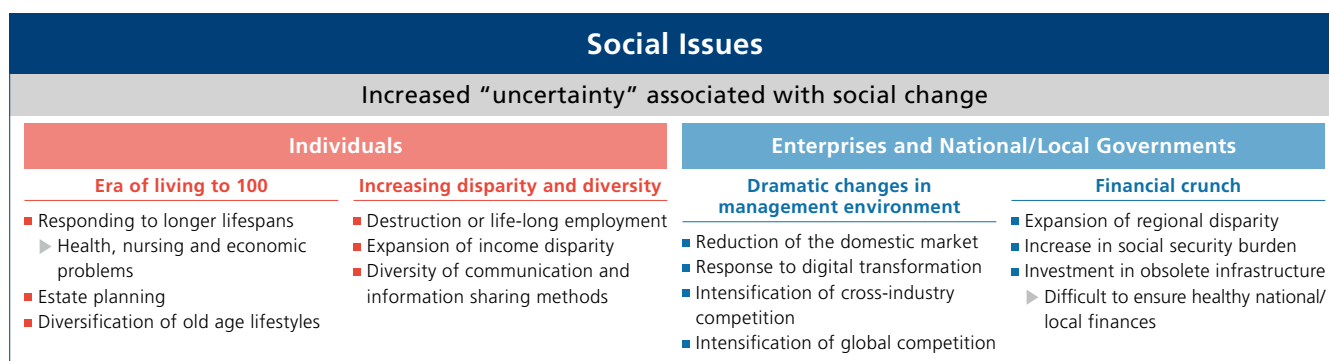 Social Issues
Increased “uncertainty” associated with social change
Individuals
Era of living to 100
■ Responding to longer lifespans
▶ Health, nursing and economic
problems
■ Estate planning
■ Diversification of old age lifestyles
Increasing disparity and diversity
■ Destruction or life-long employment
■ Expansion of income disparity
■ Diversity of communication and
information sharing methods
Enterprises and National/Local Governments
Dramatic changes in
management environment
■ Reduction of the domestic market
■ Response to digital transformation
■ Intensification of cross-industry
competition
■ Intensification of global competition
Financial crunch
■ Expansion of regional disparity
■ Increase in social security burden
■ Investment in obsolete infrastructure
▶ Difficult to ensure healthy national/
local finances